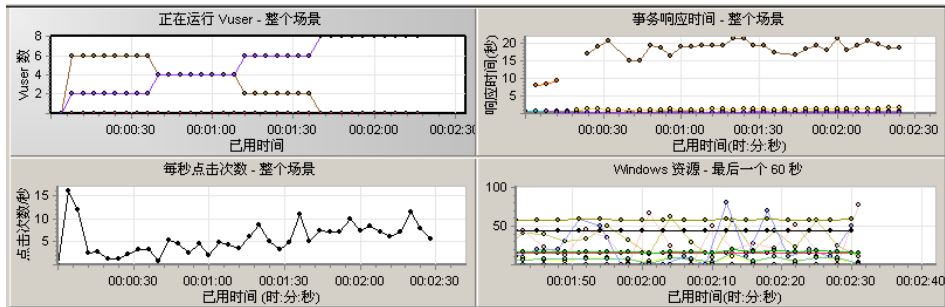 正在运行 Vuser - 整个场景
Vuser 数
8
6
4
2
00:00:30 00:01:00 00:01:30 00:02:00 00:02:30
已用时间
事务响应时间 - 整个场景
响应时间(秒)
20
15
10
5
00:00:30 00:01:00 00:01:30 00:02:00 00:02:30
已用时间(时:分:秒)
每秒点击次数 - 整个场景
点击次数/秒
15
10
5
00:00:30 00:01:00 00:01:30 00:02:00 00:02:30
已用时间 (时:分:秒)
Windows 资源 - 最后一个 60 秒
100
50
00:01:50 00:02:00 00:02:10 00:02:20 00:02:30 00:02:40
已用时间(时:分:秒)